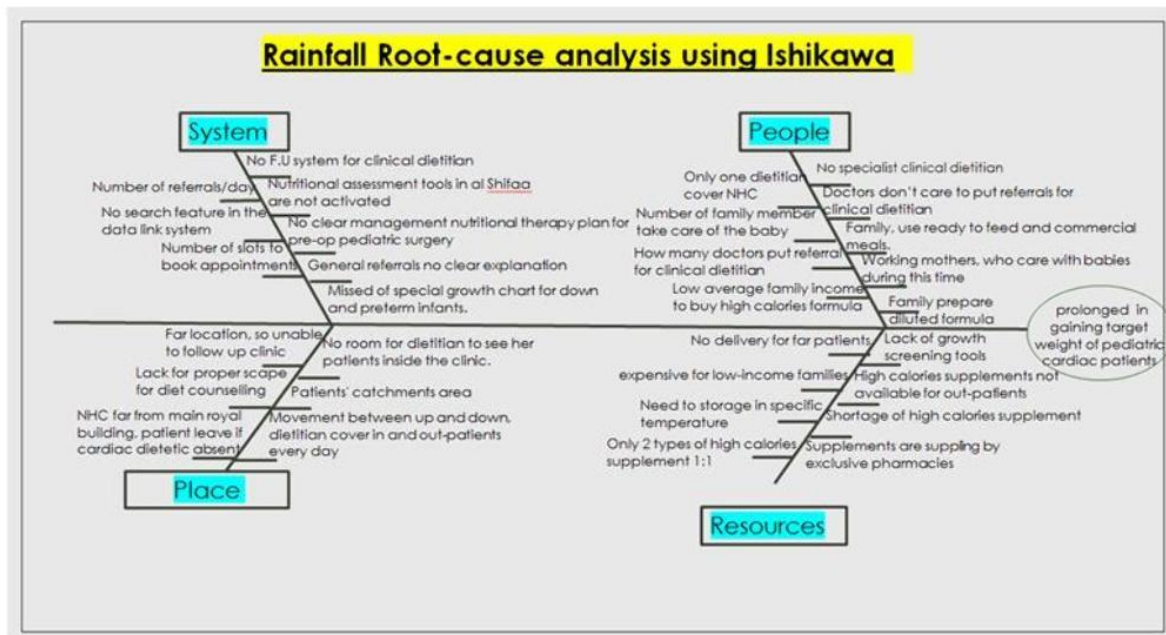 Rainfall Root-cause analysis using Ishikawa
System
No F.U system for clinical dietitian
Number of referrals/day
Nutritional assessment tools in al Shifaa
are not activated
No search feature in the
data link system
No clear management nutritional therapy plan for
pre-op pediatric surgery
Number of slots to
book appointments
General referrals no clear explanation
Missed of special growth chart for down
and preterm infants.
People
No specialist clinical dietitian
Only one dietitian
cover NHC
Doctors don't care to put referrals for
clinical dietitian
Number of family member
take care of the baby
Family, use ready to feed and commercial
meals.
How many doctors put referral
for clinical dietitian
Working mothers, who care with babies
during this time
Low average family income
to buy high calories formula
Family prepare
diluted formula
prolonged in
gaining target
weight of pediatric
cardiac patients
Far location, so unable
to follow up clinic
No room for dietitian to see her
patients inside the clinic.
Lack for proper scape
for diet counselling
Patients' catchments area
NHC far from main royal
building, patient leave if
cardiac dietetic absent
Movement between up and down,
dietitian cover in and out-patients
every day
Place
No delivery for far patients
Lack of growth
screening tools
expensive for low-income families
High calories supplements not
available for out-patients
Need to storage in specific
temperature
Shortage of high calories supplement
Only 2 types of high calories
supplement 1:1
Supplements are suppling by
exclusive pharmacies
Resources